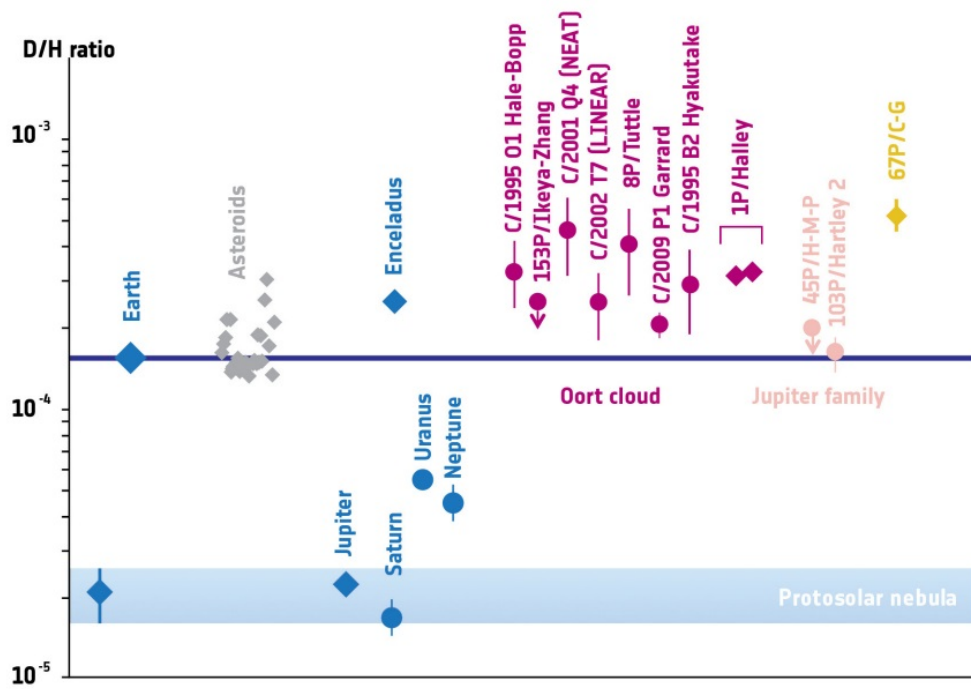 D/H ratio
10-3
10-4
10-5
Earth
Asteroids
Enceladus
Jupiter
Saturn
Uranus
Neptune
C/1995 O1 Hale-Bopp
153P/Ikeya-Zhang
C/2001 Q4 (NEAT)
C/2002 T7 (LINEAR)
8P/Tuttle
C/2009 P1 Garrard
C/1995 B2 Hyakutake
1P/Halley
45P/H-M-P
103P/Hartley 2
67P/C-G
Oort cloud
Jupiter family
Protosolar nebula